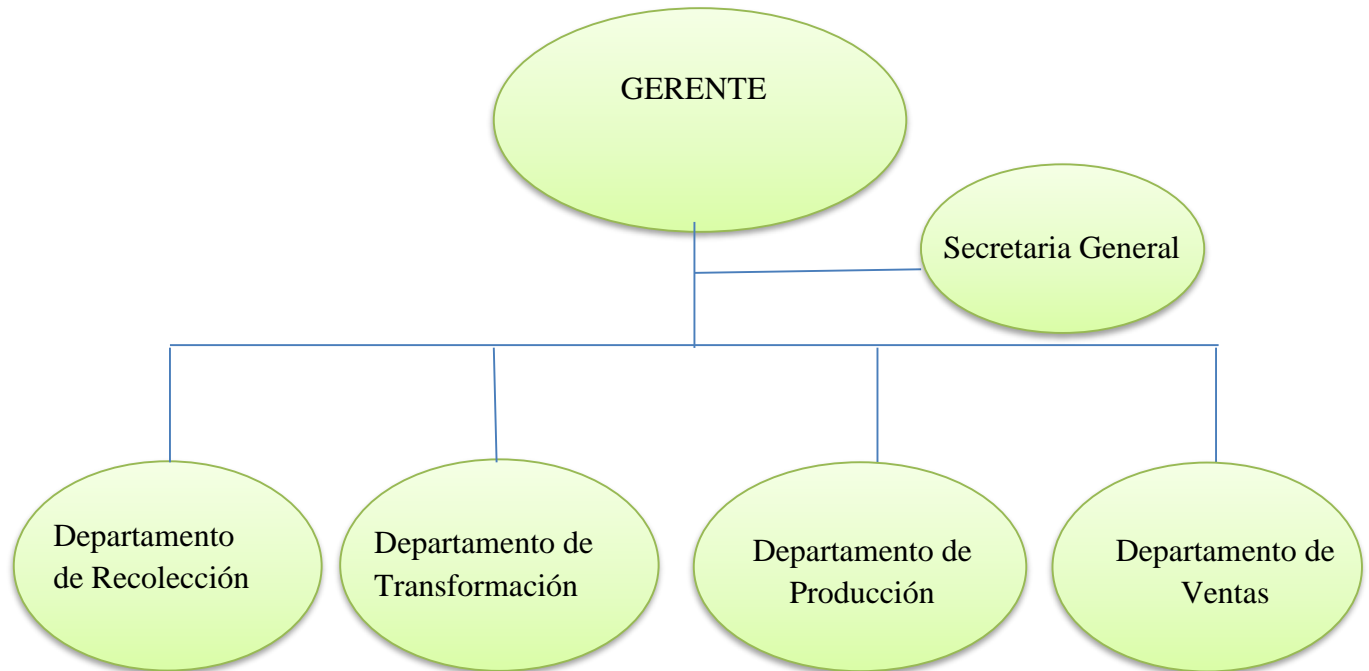 GERENTE
Secretaria General
Departamento
de Recolección
Departamento de
Transformación
Departamento de
Producción
Departamento de
Ventas